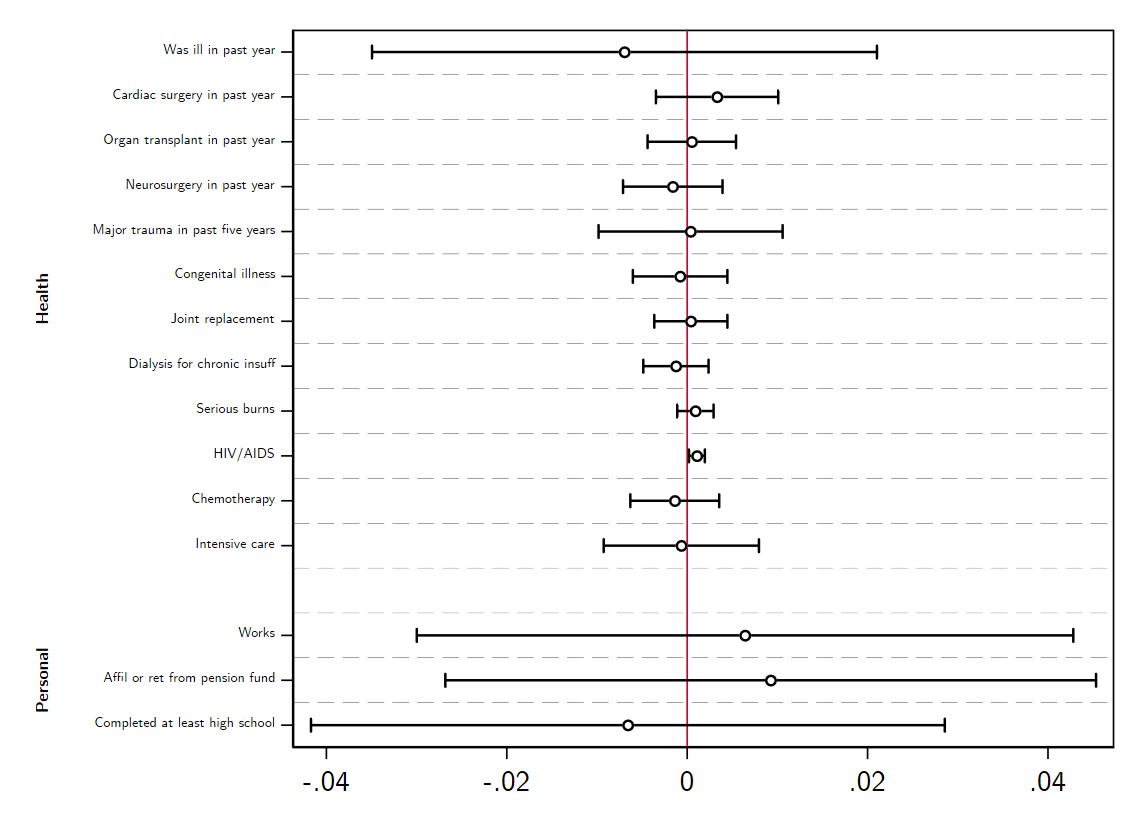 Health
Was ill in past year
Cardiac surgery in past year
Organ transplant in past year
Neurosurgery in past year
Major trauma in past five years
Congenital illness
Joint replacement
Dialysis for chronic insuff
Serious burns
HIV/AIDS
Chemotherapy
Intensive care
Personal
Works
Affil or ret from pension fund
Completed at least high school
-.04 -.02 0 .02 .04